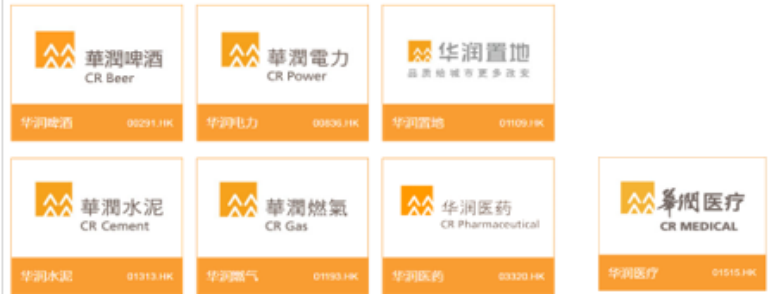 華潤啤酒
CR Beer
华润啤酒 00291.HK
華潤電力
CR Power
华润电力 00836.HK
华润置地
品质给城市更多改变
华润置地 01109.HK
華潤水泥
CR Cement
华润水泥 01313.HK
華潤燃氣
CR Gas
华润燃气 01193.HK
华润医药
CR Pharmaceutical
华润医药 03320.HK
華潤医疗
CR MEDICAL
华润医疗 01515.HK